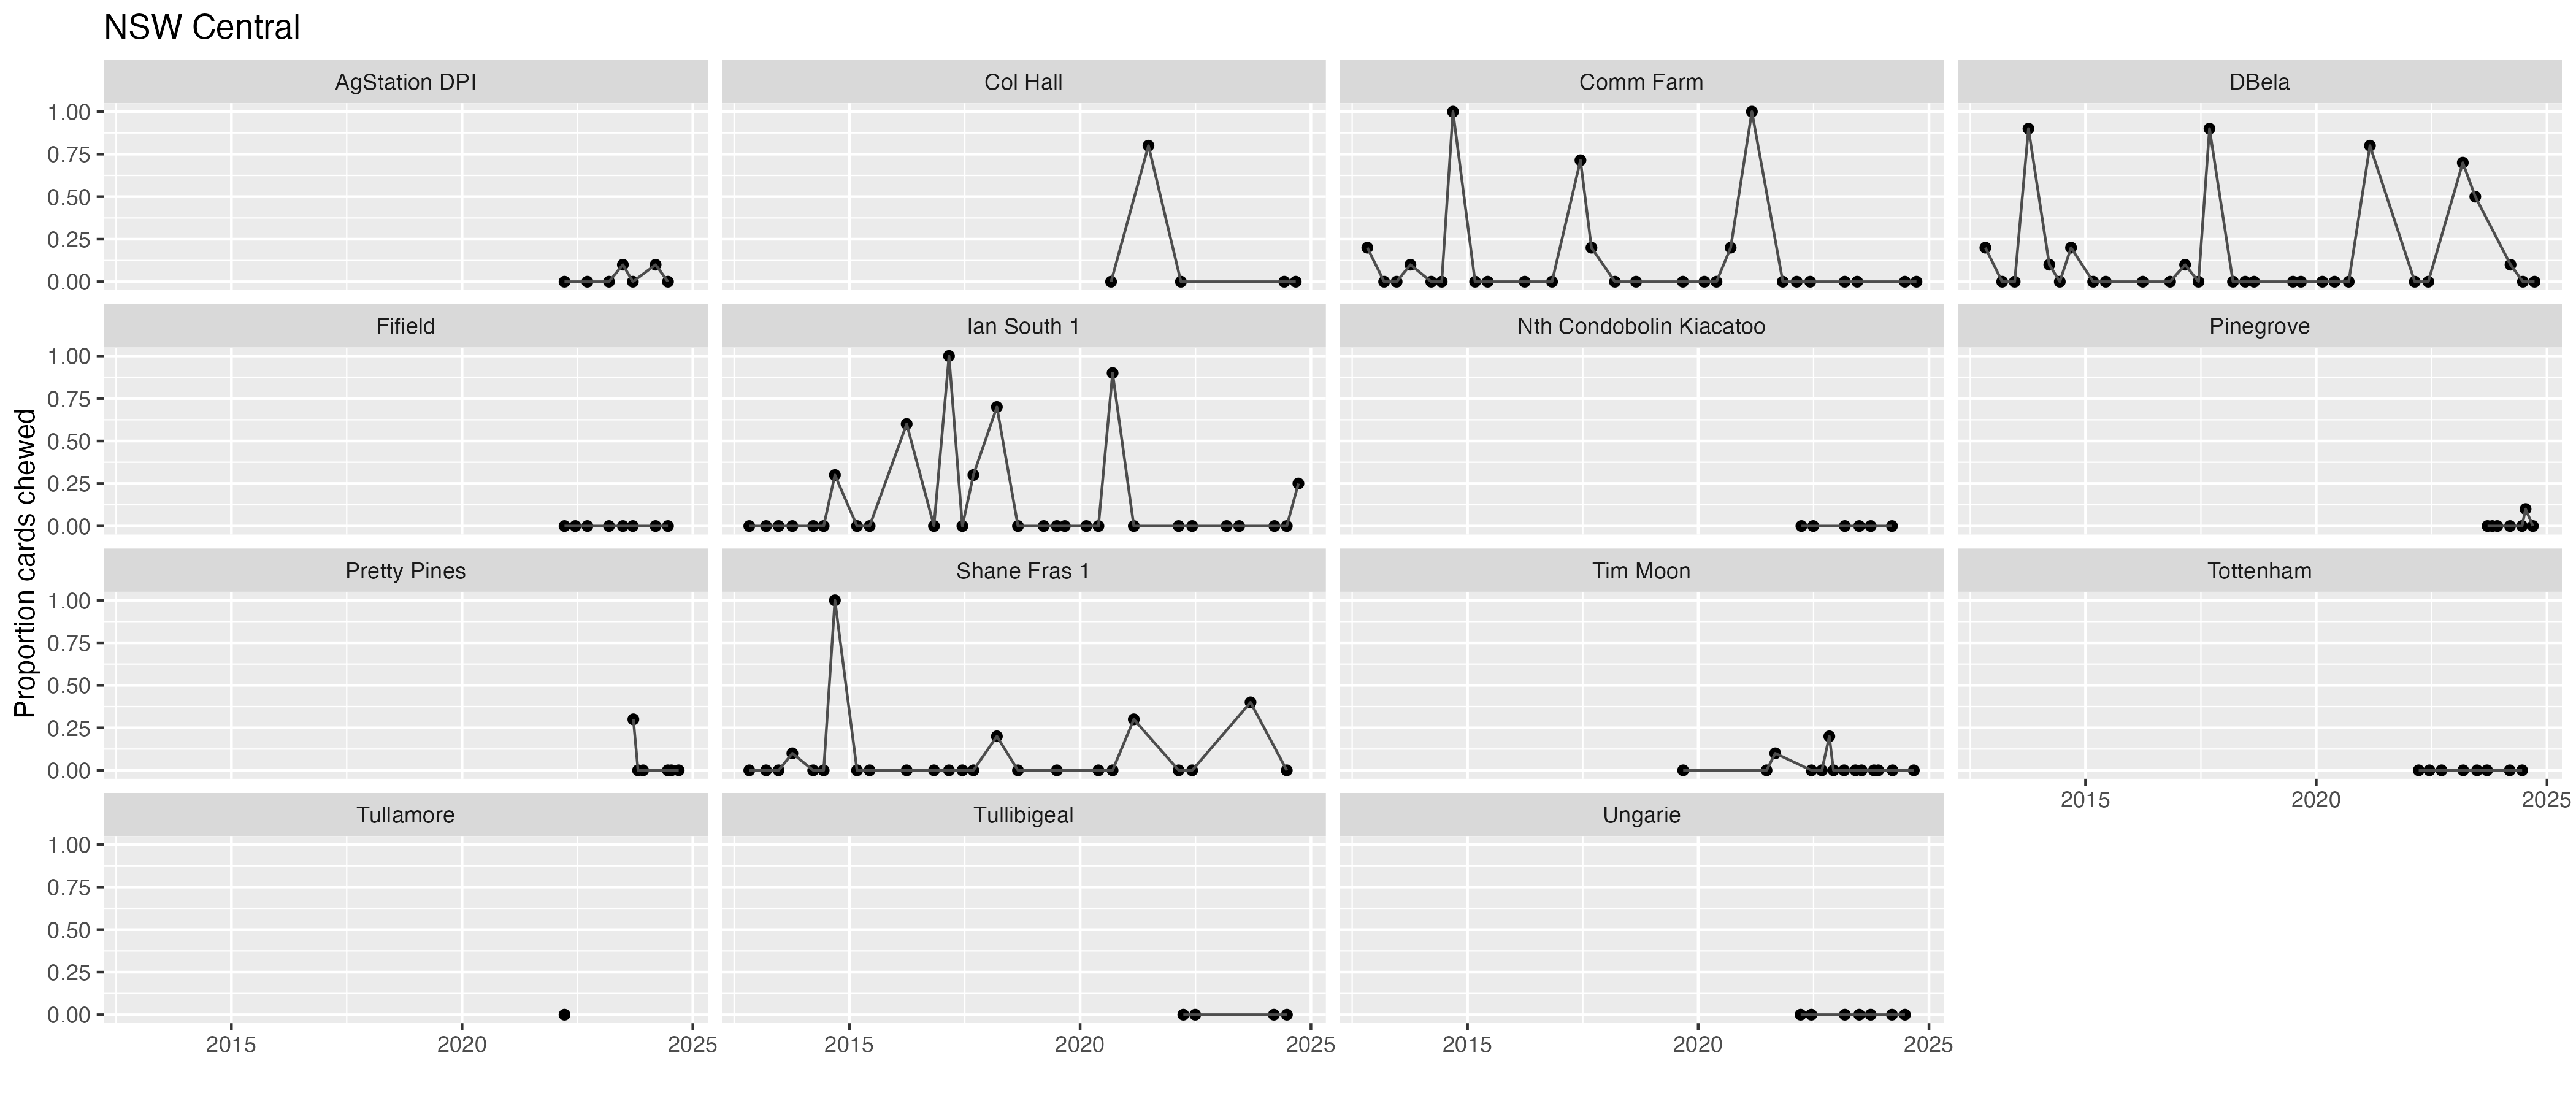 NSW Central
AgStation DPI
Col Hall
Comm Farm
DBela
1.00
0.75
0.50
0.25
0.00
Fifield
Ian South 1
Nth Condobolin Kiacatoo
Pinegrove
1.00
0.75
0.50
0.25
0.00
Proportion cards chewed
Pretty Pines
Shane Fras 1
Tim Moon
Tottenham
1.00
0.75
0.50
0.25
0.00
2015 2020 2025
Tullamore
Tullibigeal
Ungarie
1.00
0.75
0.50
0.25
0.00
2015 2020 2025
2015 2020 2025
2015 2020 2025